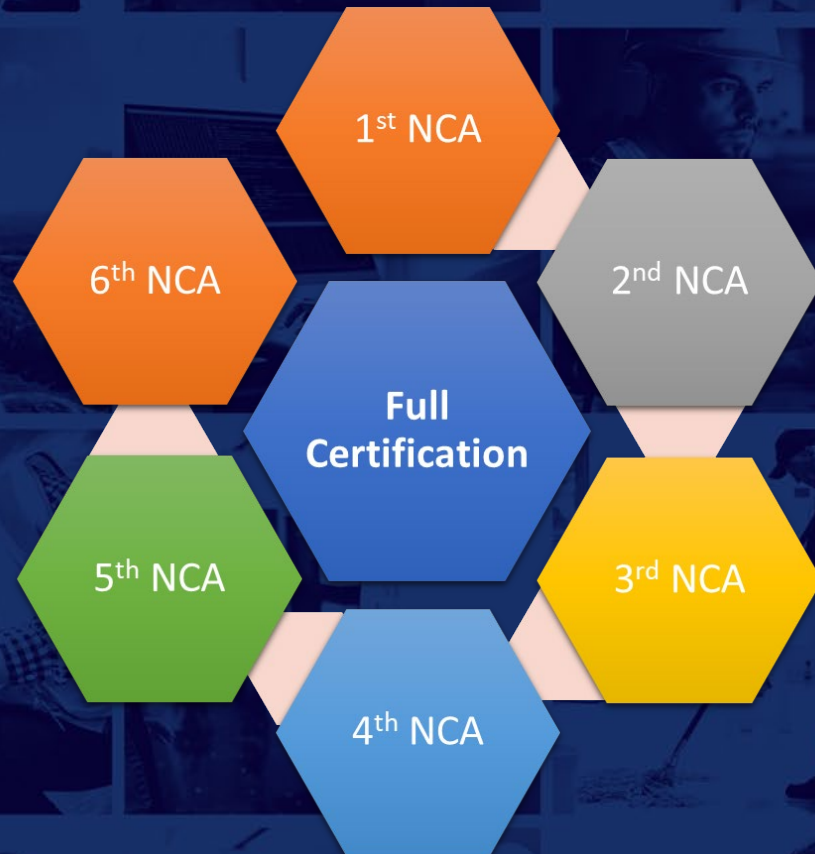 1st NCA
2nd NCA
3rd NCA
4th NCA
5th NCA
6th NCA
Full
Certification